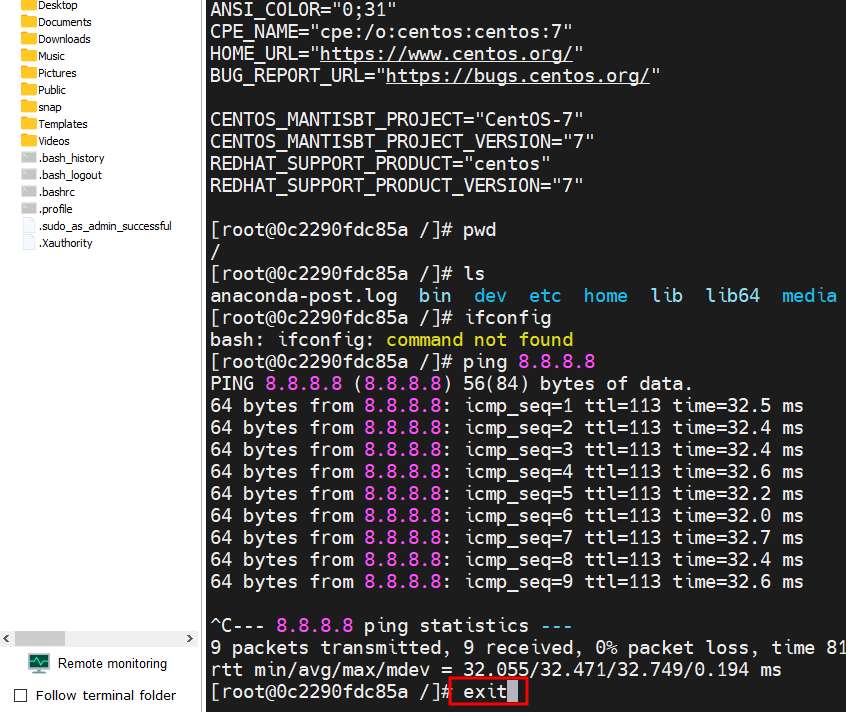 Desktop
Documents
Downloads
Music
Pictures
Public
snap
Templates
Videos
.bash_history
.bash_logout
.bashrc
.profile
.sudo_as_admin_successful
.Xauthority
Remote monitoring
Follow terminal folder
ANSI_COLOR="0;31"
CPE_NAME="cpe:/o:centos:centos:7"
HOME_URL="https://www.centos.org/"
BUG_REPORT_URL="https://bugs.centos.org/"
CENTOS_MANTISBT_PROJECT="CentOS-7"
CENTOS_MANTISBT_PROJECT_VERSION="7"
REDHAT_SUPPORT_PRODUCT="centos"
REDHAT_SUPPORT_PRODUCT_VERSION="7"
[root@0c2290fdc85a /]# pwd
/
[root@0c2290fdc85a /]# ls
anaconda-post.log  bin  dev  etc  home  lib  lib64  media
[root@0c2290fdc85a /]# ifconfig
bash: ifconfig: command not found
[root@0c2290fdc85a /]# ping 8.8.8.8
PING 8.8.8.8 (8.8.8.8) 56(84) bytes of data.
64 bytes from 8.8.8.8: icmp_seq=1 ttl=113 time=32.5 ms
64 bytes from 8.8.8.8: icmp_seq=2 ttl=113 time=32.4 ms
64 bytes from 8.8.8.8: icmp_seq=3 ttl=113 time=32.4 ms
64 bytes from 8.8.8.8: icmp_seq=4 ttl=113 time=32.6 ms
64 bytes from 8.8.8.8: icmp_seq=5 ttl=113 time=32.2 ms
64 bytes from 8.8.8.8: icmp_seq=6 ttl=113 time=32.0 ms
64 bytes from 8.8.8.8: icmp_seq=7 ttl=113 time=32.7 ms
64 bytes from 8.8.8.8: icmp_seq=8 ttl=113 time=32.4 ms
64 bytes from 8.8.8.8: icmp_seq=9 ttl=113 time=32.6 ms
^C--- 8.8.8.8 ping statistics ---
9 packets transmitted, 9 received, 0% packet loss, time 81
rtt min/avg/max/mdev = 32.055/32.471/32.749/0.194 ms
[root@0c2290fdc85a /]# exit